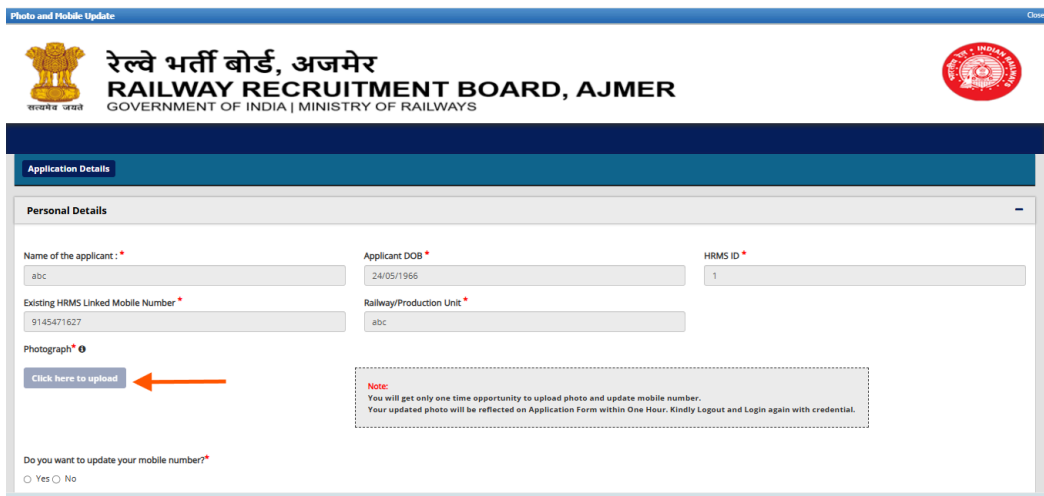 Photo and Mobile Update
Close
रेल्वे भर्ती बोर्ड, अजमेर
RAILWAY RECRUITMENT BOARD, AJMER
GOVERNMENT OF INDIA | MINISTRY OF RAILWAYS
सत्यमेव जयते
INDIAN RAILWAYS
भारतीय रेल
Application Details
Personal Details
Name of the applicant : *
Applicant DOB *
HRMS ID *
abc
24/05/1966
1
Existing HRMS Linked Mobile Number *
Railway/Production Unit *
9145471627
abc
Photograph*
Click here to upload
Note:
You will get only one time opportunity to upload photo and update mobile number.
Your updated photo will be reflected on Application Form within One Hour. Kindly Logout and Login again with credential.
Do you want to update your mobile number?*
Yes No